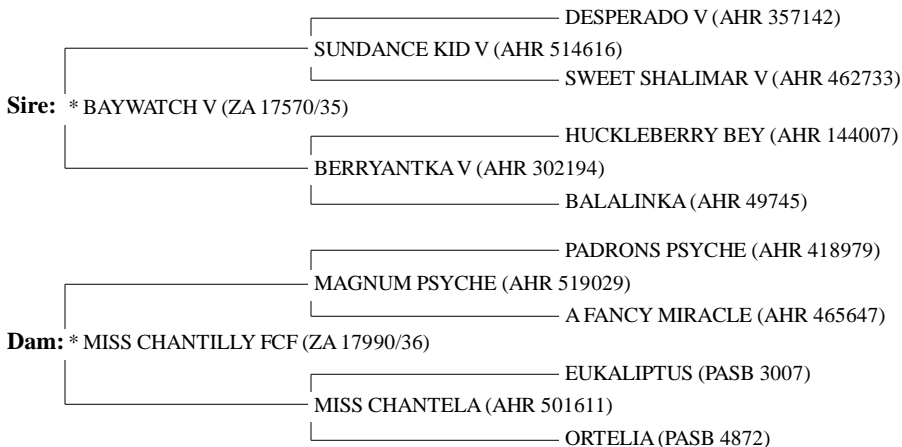 DESPERADO V (AHR 357142)
SUNDANCE KID V (AHR 514616)
SWEET SHALIMAR V (AHR 462733)
Sire: * BAYWATCH V (ZA 17570/35)
HUCKLEBERRY BEY (AHR 144007)
BERRYANTKA V (AHR 302194)
BALALINKA (AHR 49745)
PADRONS PSYCHE (AHR 418979)
MAGNUM PSYCHE (AHR 519029)
A FANCY MIRACLE (AHR 465647)
Dam: * MISS CHANTILLY FCF (ZA 17990/36)
EUKALIPTUS (PASB 3007)
MISS CHANTELA (AHR 501611)
ORTELIA (PASB 4872)